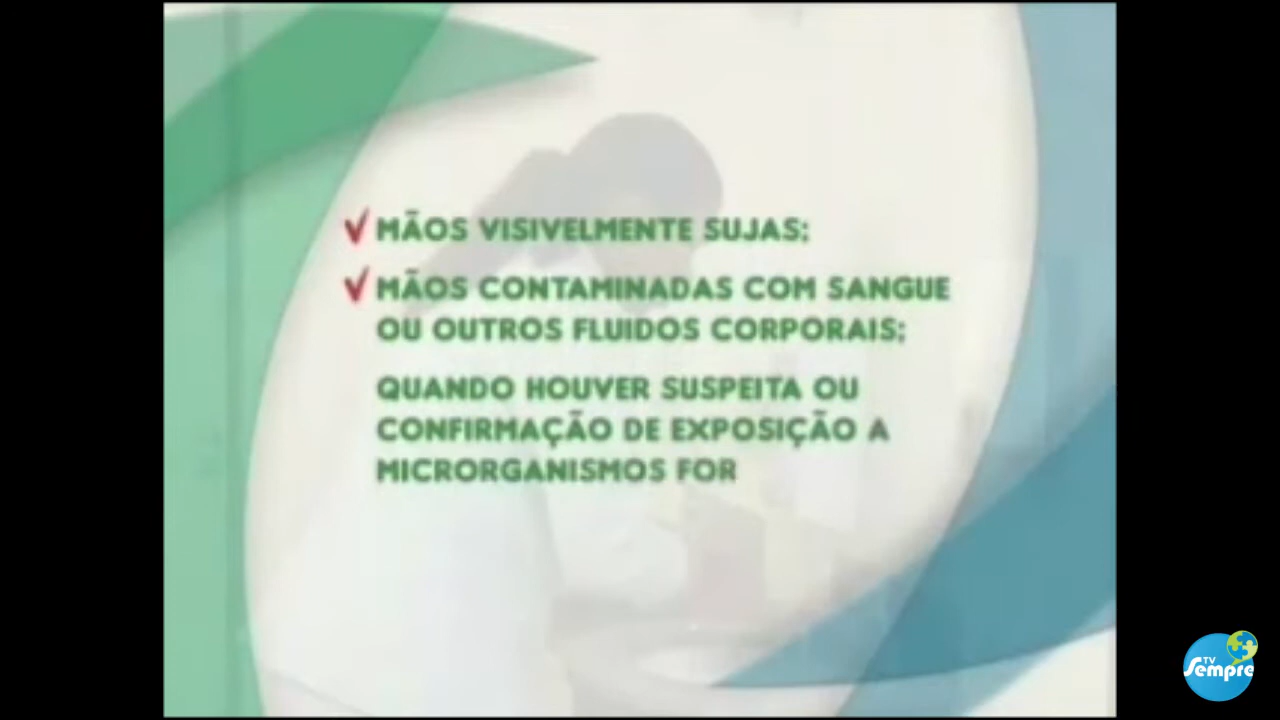 √ MÃOS VISIVELMENTE SUJAS;
√ MÃOS CONTAMINADAS COM SANGUE
OU OUTROS FLUIDOS CORPORAIS;
QUANDO HOUVER SUSPEITA OU
CONFIRMAÇÃO DE EXPOSIÇÃO A
MICRORGANISMOS FOR
TV
Sempre